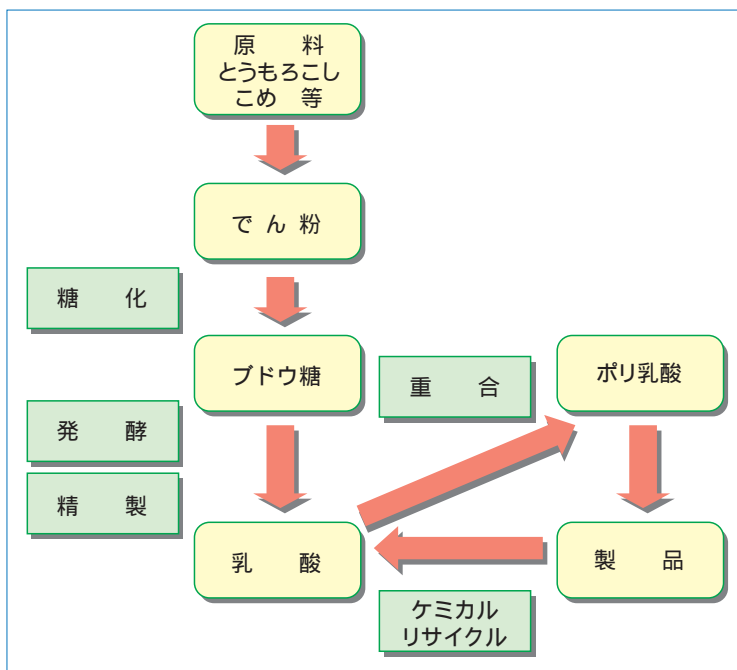 原　料
とうもろこし
こめ　等
でん粉
糖　化
ブドウ糖
重　合
ポリ乳酸
発　酵
精　製
乳　酸
製　品
ケミカル
リサイクル